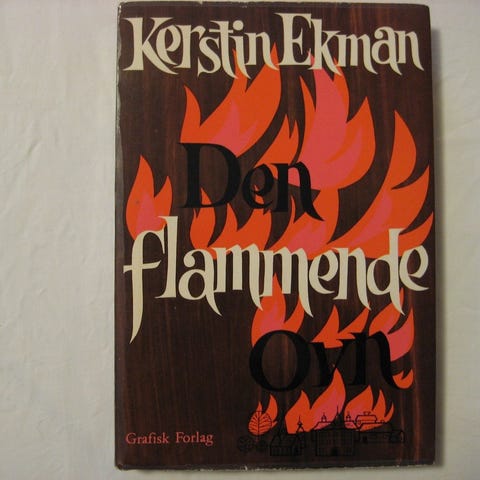 Kerstin Ekman
Den
flammende
Ovn
Grafisk Forlag